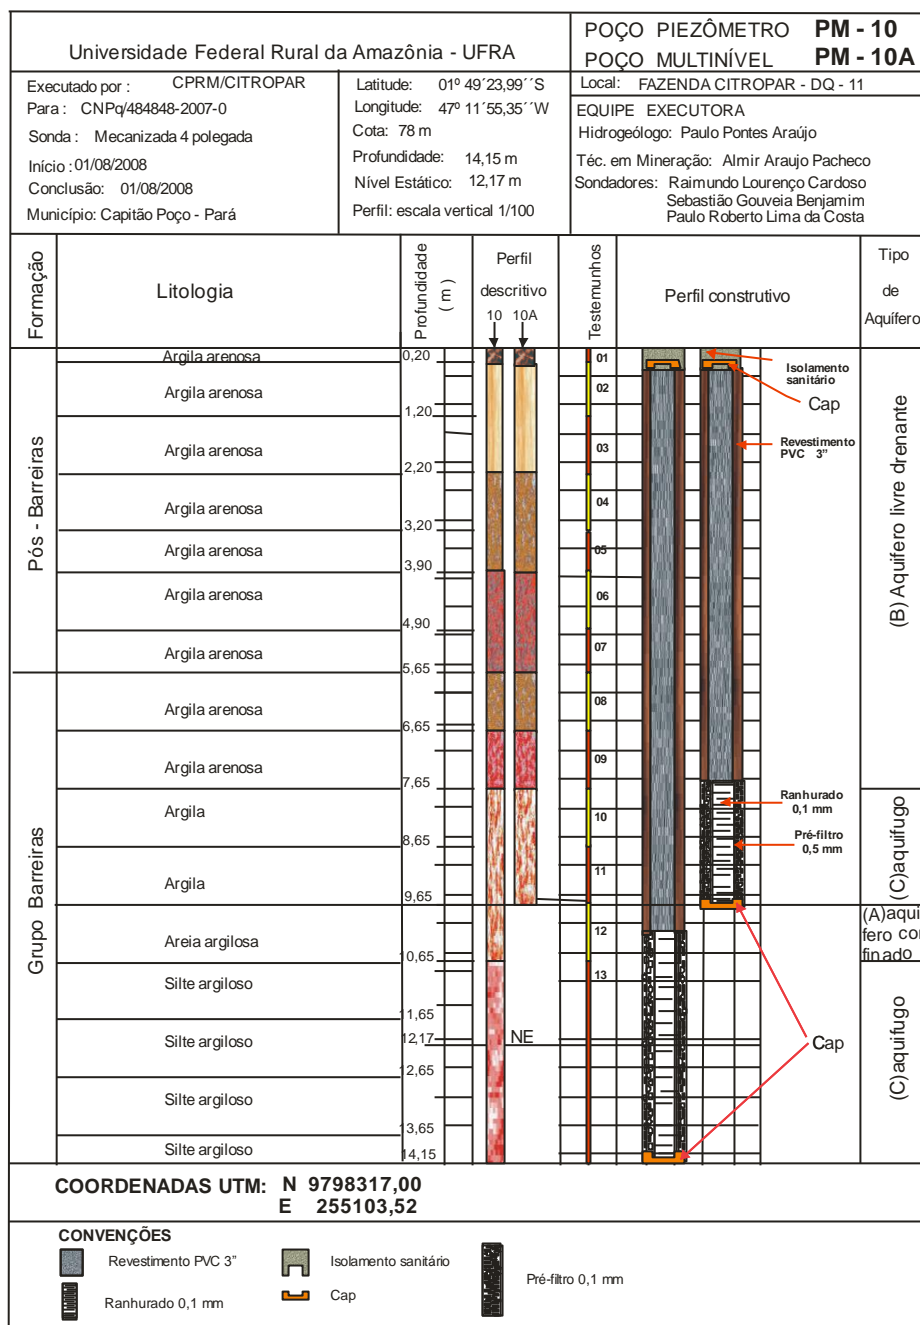 Universidade Federal Rural da Amazônia - UFRA
POÇO PIEZÔMETRO PM - 10
POÇO MULTINÍVEL PM - 10A
Executado por : CPRM/CITROPAR
Para : CNPq/484848-2007-0
Sonda : Mecanizada 4 polegada
Início : 01/08/2008
Conclusão: 01/08/2008
Município: Capitão Poço - Pará
Latitude: 01º 49´23,99´´S
Longitude: 47º 11´55,35´´W
Cota: 78 m
Profundidade: 14,15 m
Nível Estático: 12,17 m
Perfil: escala vertical 1/100
Local: FAZENDA CITROPAR - DQ - 11
EQUIPE EXECUTORA
Hidrogeólogo: Paulo Pontes Araújo
Téc. em Mineração: Almir Araujo Pacheco
Sondadores: Raimundo Lourenço Cardoso
Sebastião Gouveia Benjamim
Paulo Roberto Lima da Costa
Formação
Litologia
Profundidade
( m )
Perfil
descritivo
10 10A
Testemunhos
Perfil construtivo
Tipo
de
Aquífero
Pós - Barreiras
Grupo Barreiras
Argila arenosa
0,20
Argila arenosa
1,20
Argila arenosa
2,20
Argila arenosa
3,20
Argila arenosa
3,90
Argila arenosa
4,90
Argila arenosa
5,65
Argila arenosa
6,65
Argila arenosa
7,65
Argila
8,65
Argila
9,65
Areia argilosa
10,65
Silte argiloso
11,65
Silte argiloso
12,17
12,65
Silte argiloso
13,65
Silte argiloso
14,15
NE
01
02
03
04
05
06
07
08
09
10
11
12
13
Isolamento
sanitário
Cap
Revestimento
PVC 3”
Ranhurado
0,1 mm
Pré-filtro
0,5 mm
Cap
(B) Aquífero livre drenante
(C)aquifugo
(A)aqui
fero con
finado
(C)aquifugo
COORDENADAS UTM: N 9798317,00
E 255103,52
CONVENÇÕES
Revestimento PVC 3”
Ranhurado 0,1 mm
Isolamento sanitário
Cap
Pré-filtro 0,1 mm